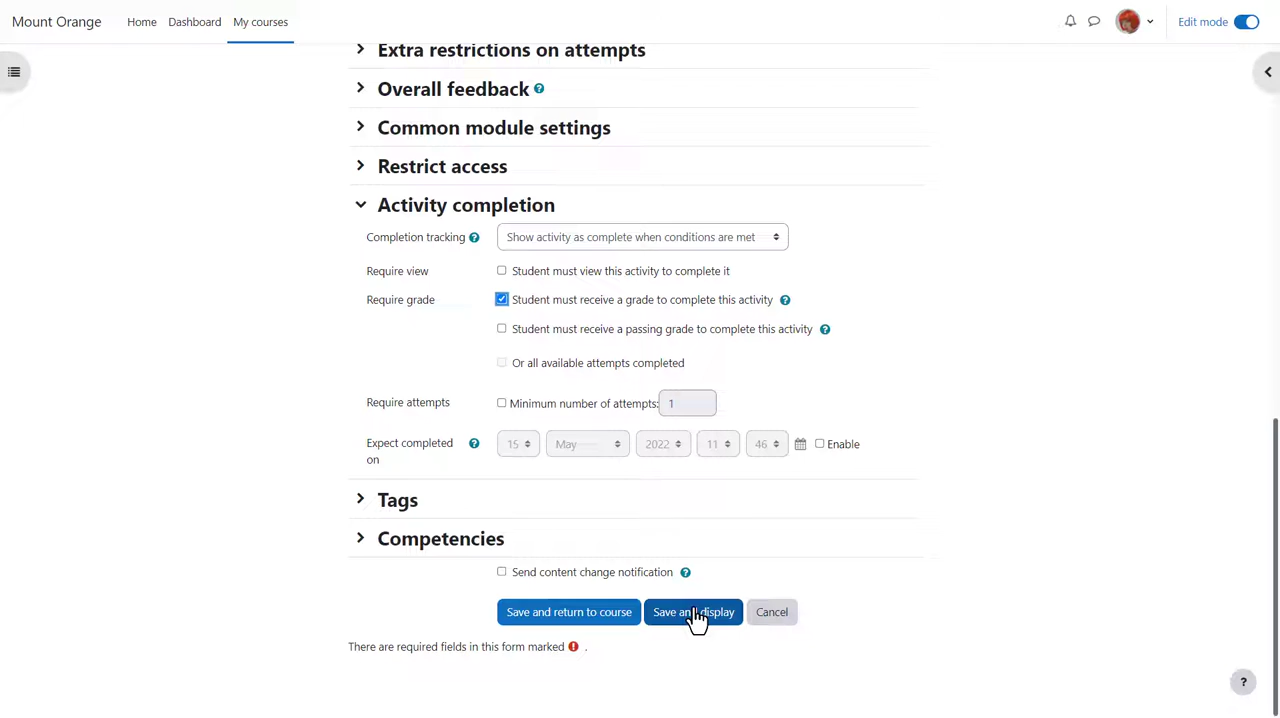 Mount Orange Home Dashboard My courses Edit mode
Extra restrictions on attempts
Overall feedback ?
Common module settings
Restrict access
Activity completion
Completion tracking ? Show activity as complete when conditions are met
Require view Student must view this activity to complete it
Require grade Student must receive a grade to complete this activity ?
Student must receive a passing grade to complete this activity ?
Or all available attempts completed
Require attempts Minimum number of attempts: 1
Expect completed ? 15 May 2022 11 46 Enable
on
Tags
Competencies
Send content change notification ?
Save and return to course Save and display Cancel
There are required fields in this form marked ! .
?